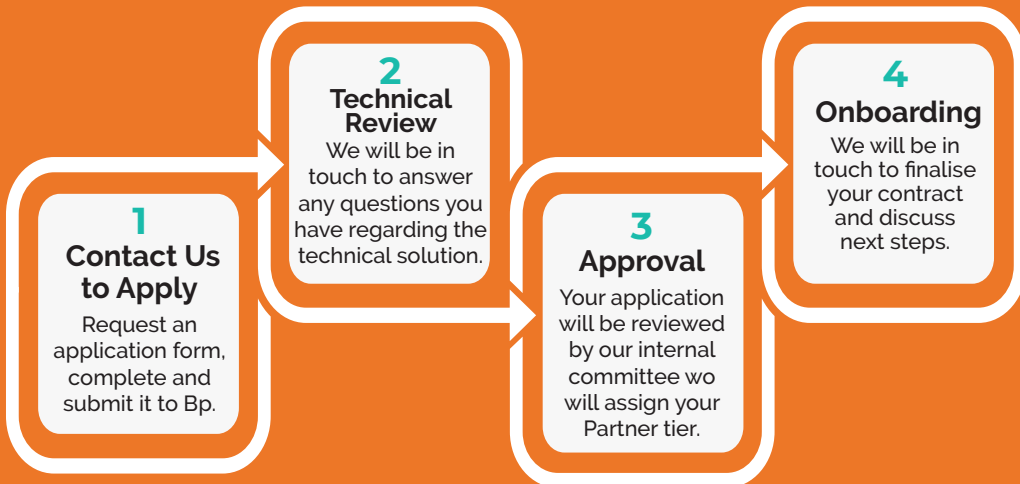 1
Contact Us
to Apply
Request an
application form,
complete and
submit it to Bp.
2
Technical
Review
We will be in
touch to answer
any questions you
have regarding the
technical solution.
3
Approval
Your application
will be reviewed
by our internal
committee wo
will assign your
Partner tier.
4
Onboarding
We will be in
touch to finalise
your contract
and discuss
next steps.